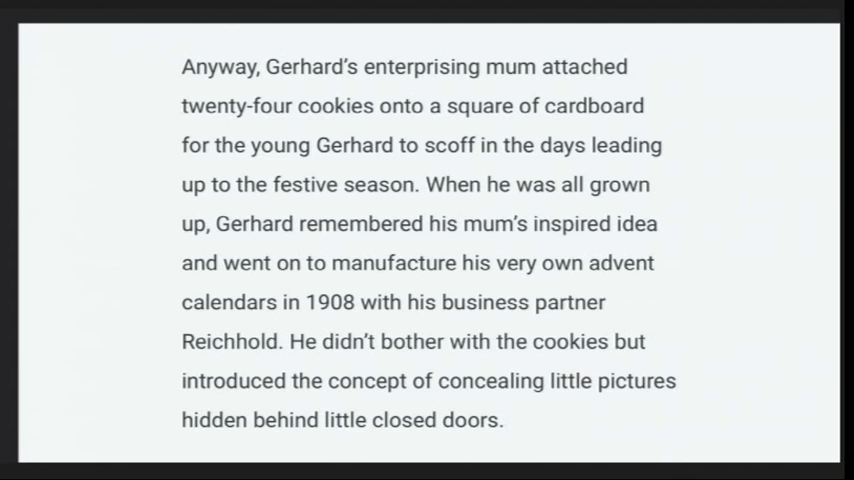 Anyway, Gerhard's enterprising mum attached
twenty-four cookies onto a square of cardboard
for the young Gerhard to scoff in the days leading
up to the festive season. When he was all grown
up, Gerhard remembered his mum's inspired idea
and went on to manufacture his very own advent
calendars in 1908 with his business partner
Reichhold. He didn't bother with the cookies but
introduced the concept of concealing little pictures
hidden behind little closed doors.